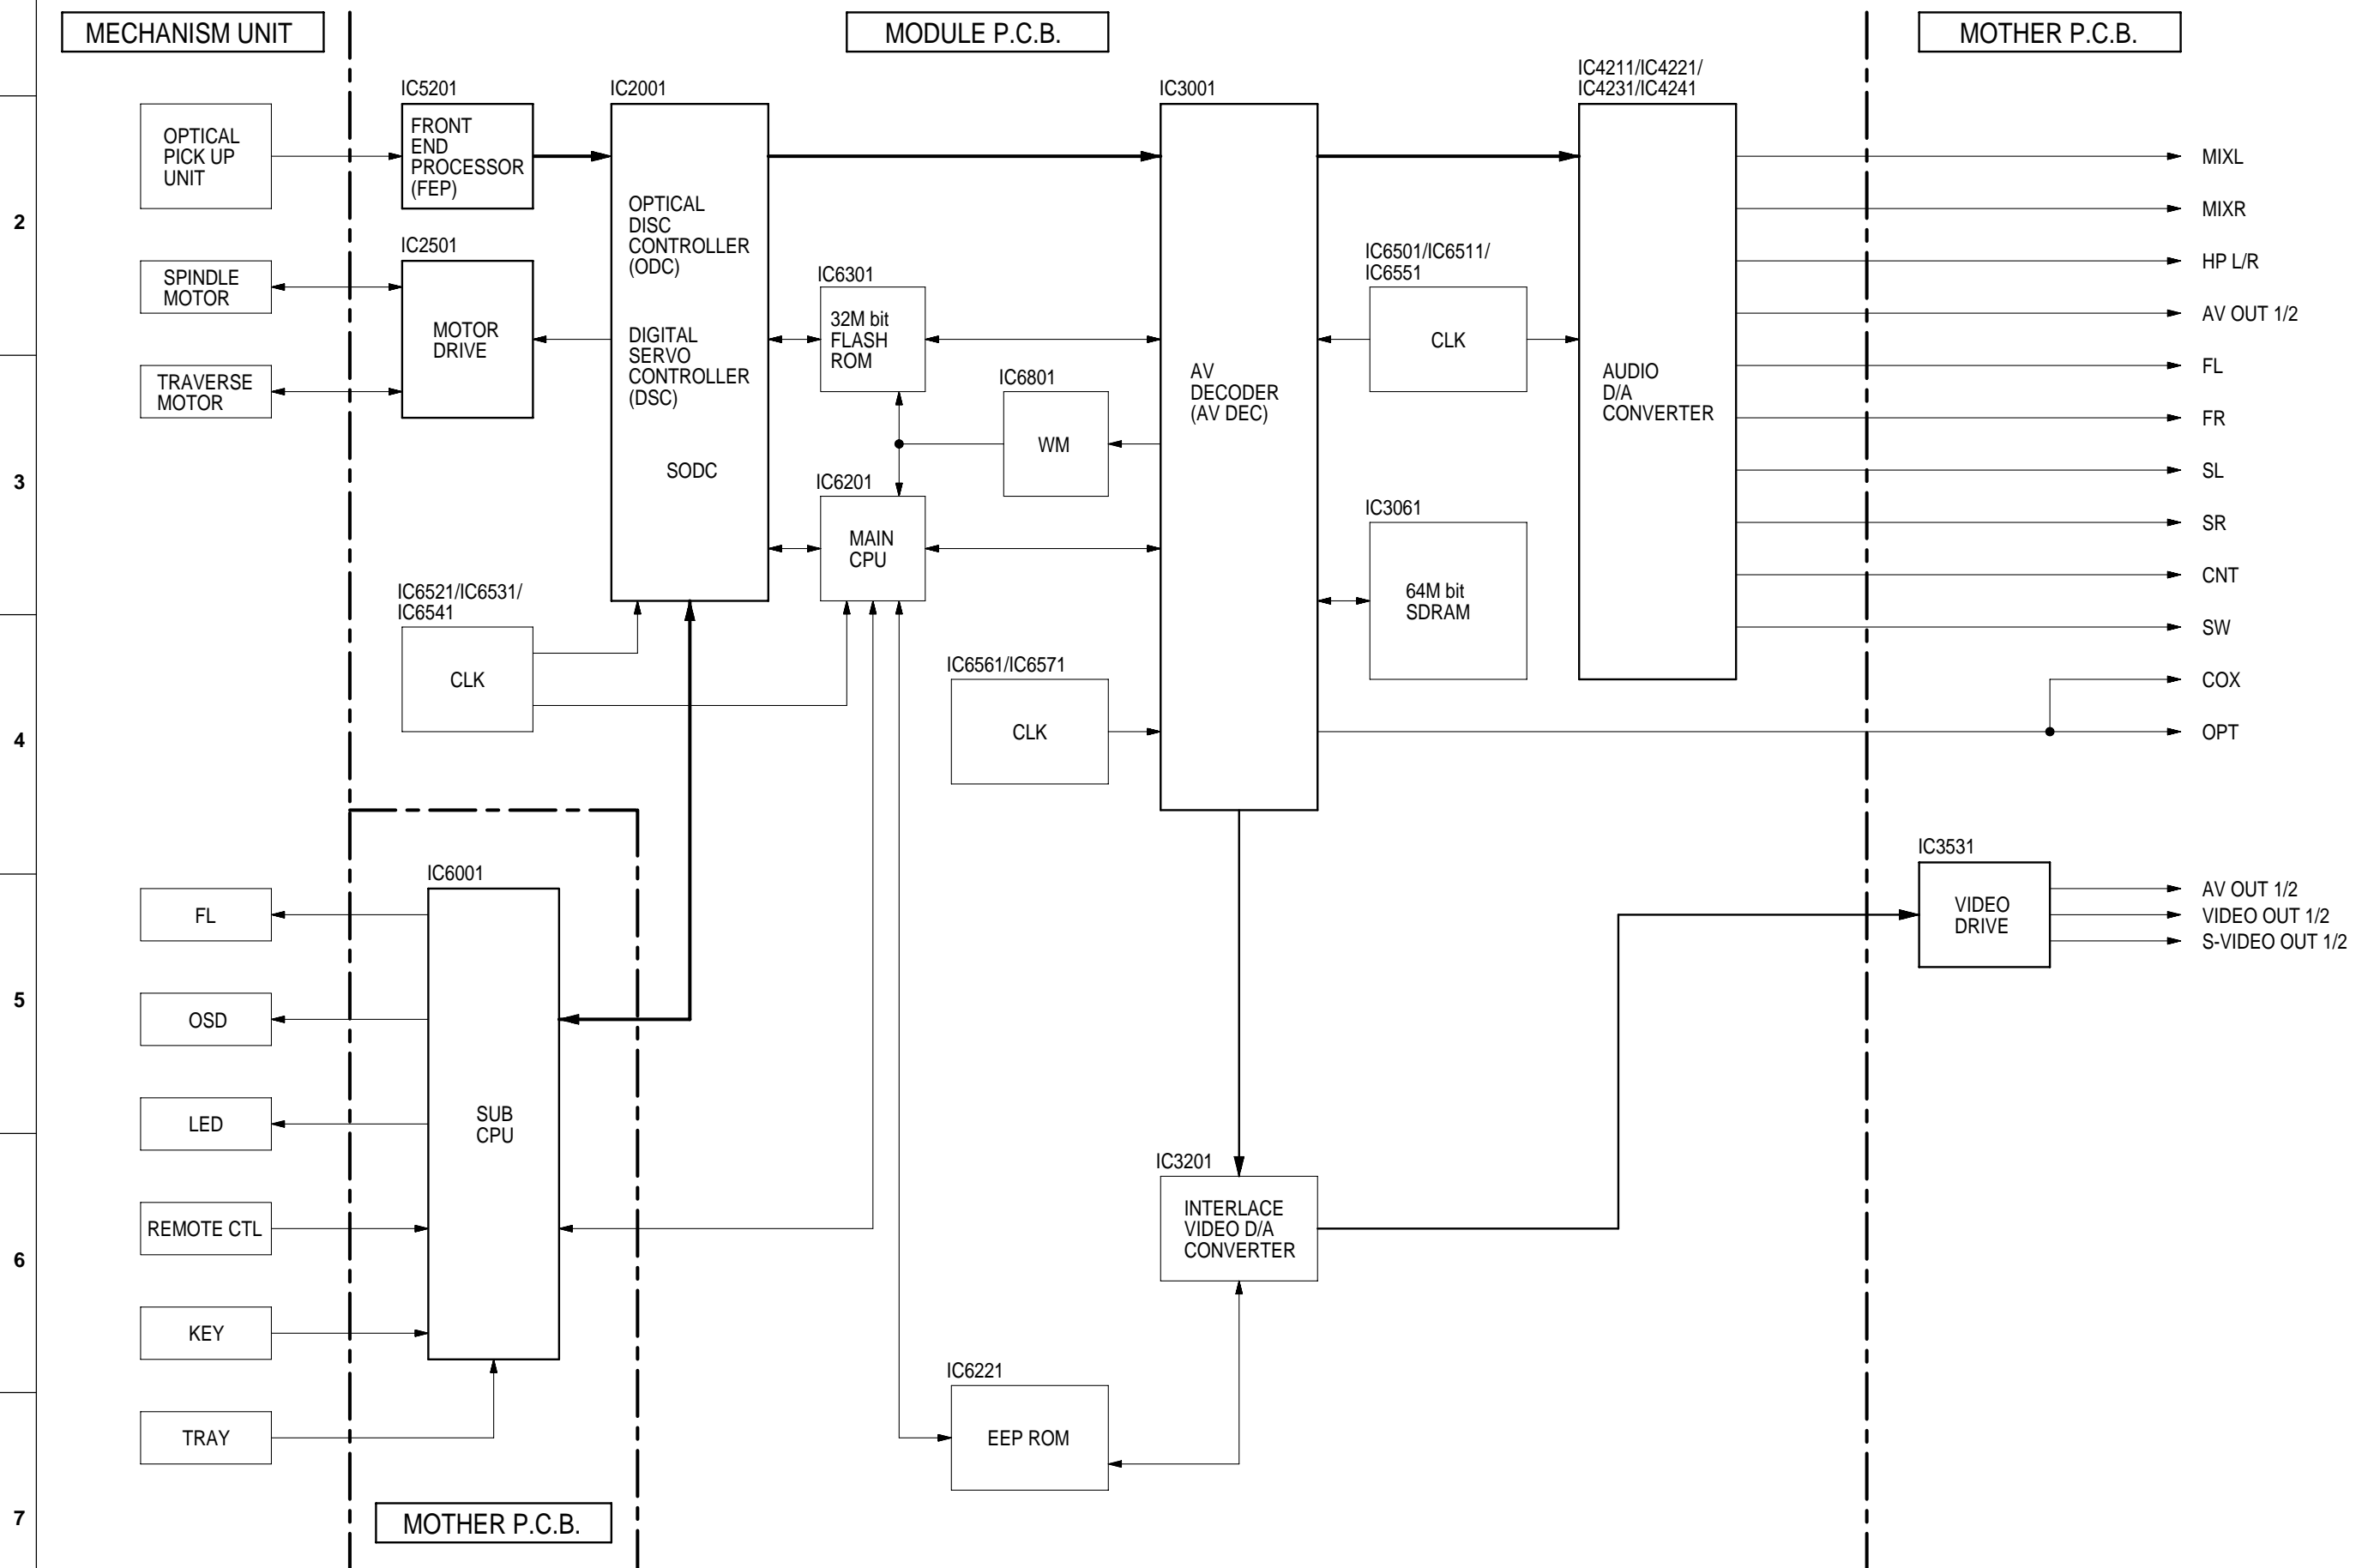 MECHANISM UNIT
MODULE P.C.B.
MOTHER P.C.B.
2
3
4
5
6
7
OPTICAL
PICK UP
UNIT
SPINDLE
MOTOR
TRAVERSE
MOTOR
IC5201
FRONT
END
PROCESSOR
(FEP)
IC2501
MOTOR
DRIVE
IC2001
OPTICAL
DISC
CONTROLLER
(ODC)
DIGITAL
SERVO
CONTROLLER
(DSC)
SODC
IC6301
32M bit
FLASH
ROM
IC6801
WM
IC6201
MAIN
CPU
IC6521/IC6531/
IC6541
CLK
IC6561/IC6571
CLK
IC3001
AV
DECODER
(AV DEC)
IC6501/IC6511/
IC6551
CLK
IC3061
64M bit
SDRAM
IC4211/IC4221/
IC4231/IC4241
AUDIO
D/A
CONVERTER
MIXL
MIXR
HP L/R
AV OUT 1/2
FL
FR
SL
SR
CNT
SW
COX
OPT
IC3531
VIDEO
DRIVE
AV OUT 1/2
VIDEO OUT 1/2
S-VIDEO OUT 1/2
FL
OSD
LED
REMOTE CTL
KEY
TRAY
IC6001
SUB
CPU
IC3201
INTERLACE
VIDEO D/A
CONVERTER
IC6221
EEP ROM
MOTHER P.C.B.